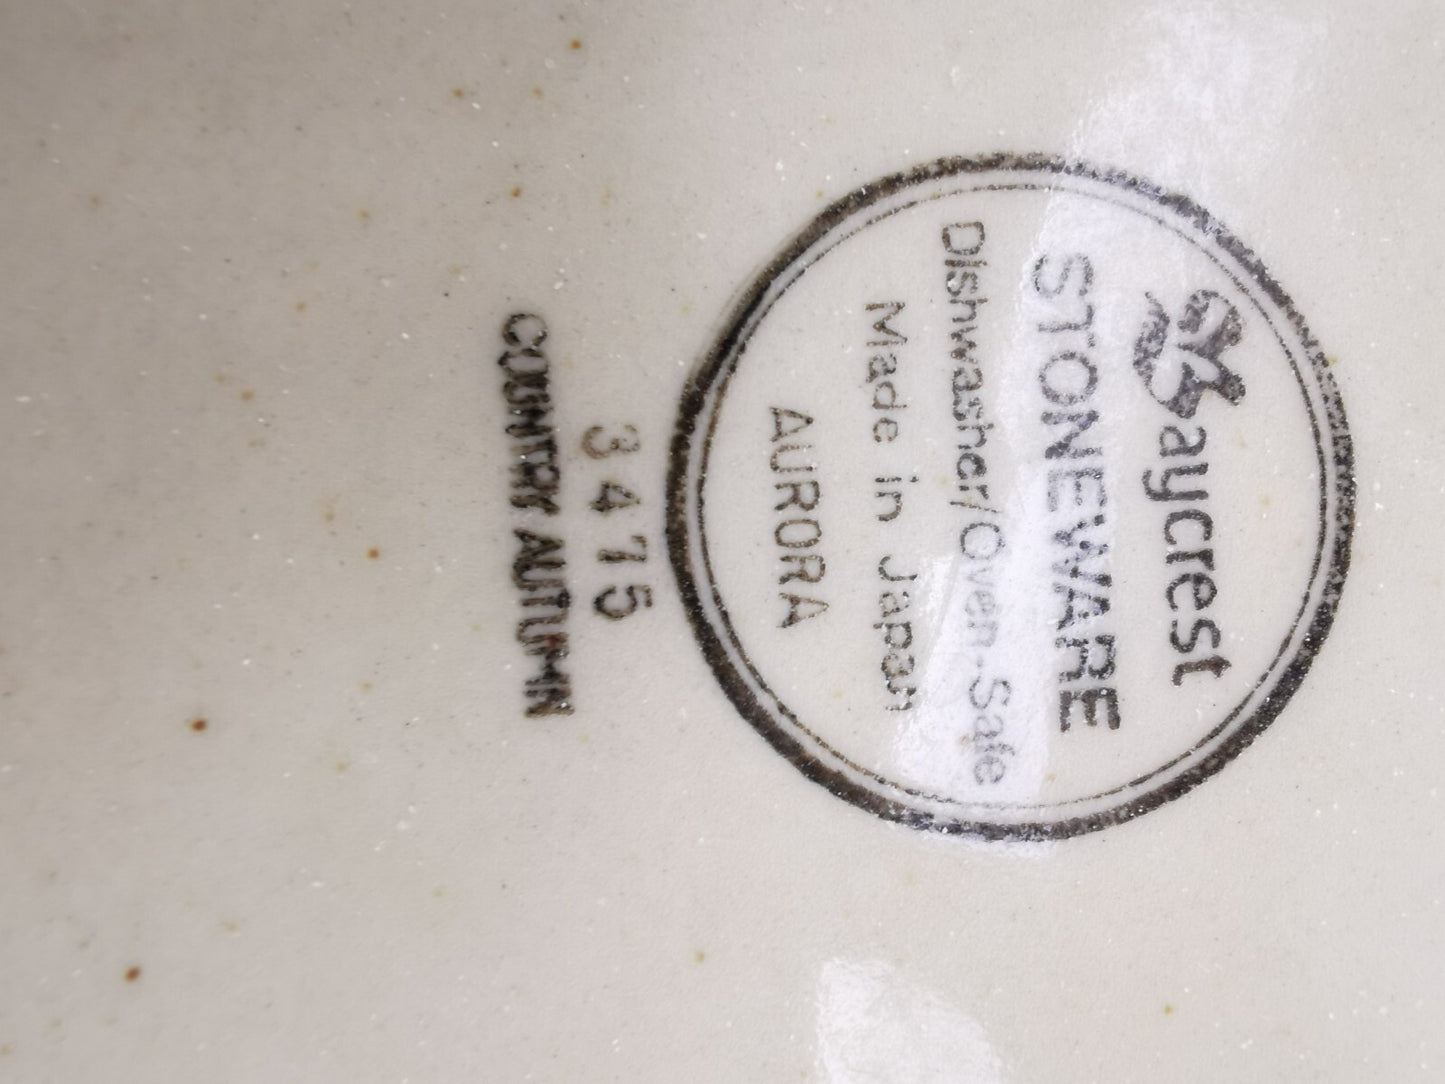 Baycrest
STONEWARE
Dishwasher/Oven-Safe
Made in Japan
AURORA
3475
COUNTRY AUTUMN